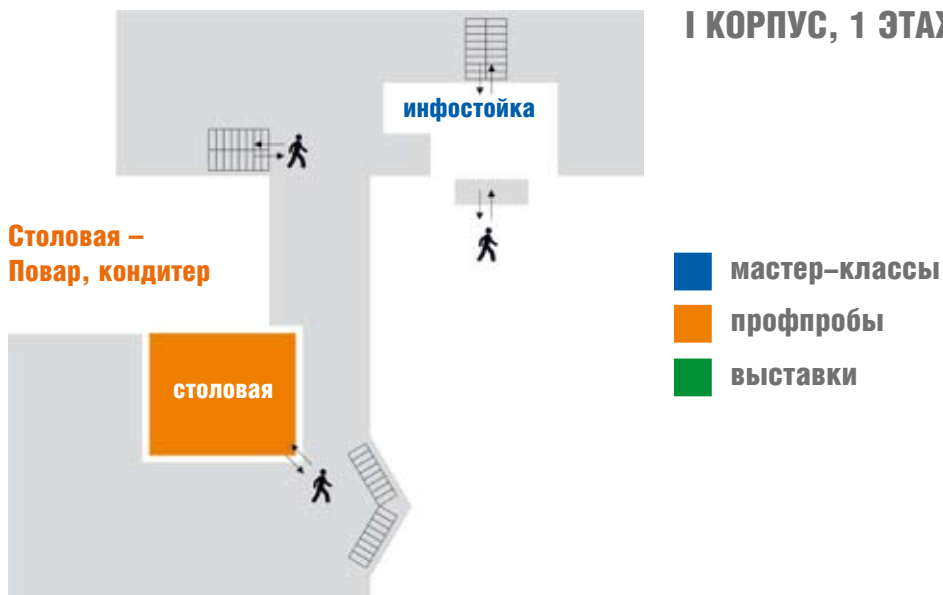 I КОРПУС, 1 ЭТАЖ
инфостойка
Столовая –
Повар, кондитер
столовая
мастер–классы
профпробы
выставки